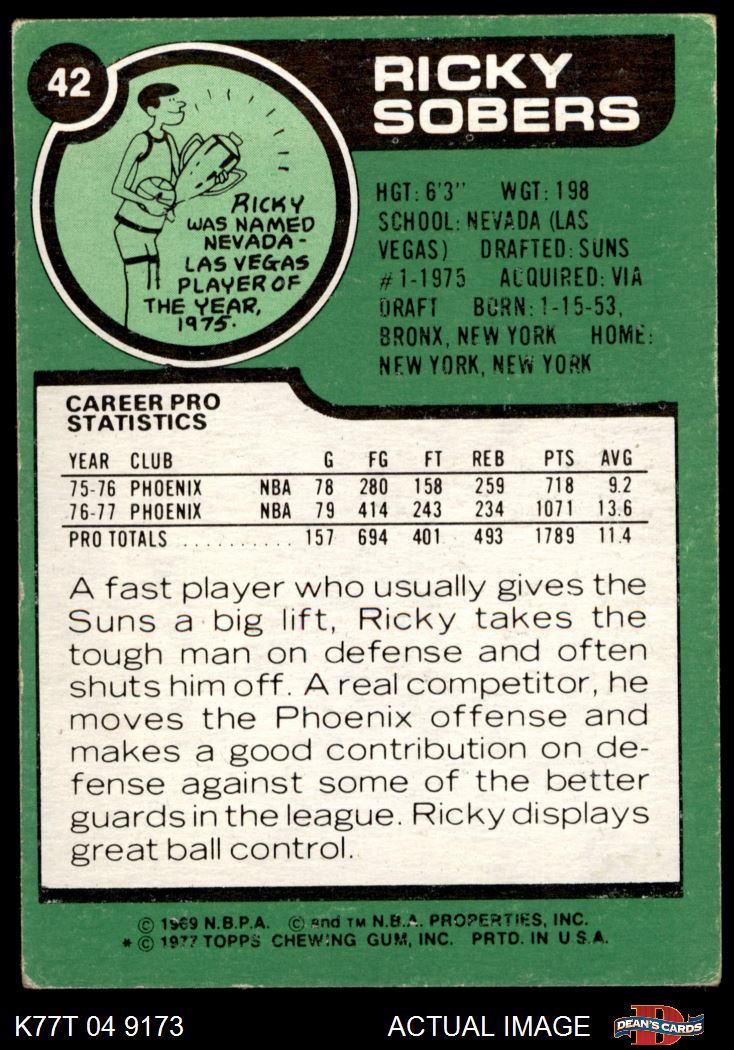 42
RICKY
SOBERS
RICKY
WAS NAMED
NEVADA-
LAS VEGAS
PLAYER OF
THE YEAR,
1975.
HGT: 6'3" WGT: 198
SCHOOL: NEVADA (LAS
VEGAS) DRAFTED: SUNS
#1-1975 ACQUIRED: VIA
DRAFT BORN: 1-15-53,
BRONX, NEW YORK HOME:
NEW YORK, NEW YORK
CAREER PRO
STATISTICS
YEAR CLUB G FG FT REB PTS AVG
75-76 PHOENIX NBA 78 280 158 259 718 9.2
76-77 PHOENIX NBA 79 414 243 234 1071 13.6
PRO TOTALS .......... 157 694 401 493 1789 11.4
A fast player who usually gives the
Suns a big lift, Ricky takes the
tough man on defense and often
shuts him off. A real competitor, he
moves the Phoenix offense and
makes a good contribution on de-
fense against some of the better
guards in the league. Ricky displays
great ball control.
© 1969 N.B.P.A. © and TM N.B.A. PROPERTIES, INC.
* © 1977 TOPPS CHEWING GUM, INC. PRTD. IN U.S.A.
K77T 04 9173 ACTUAL IMAGE
D
DEAN'S CARDS